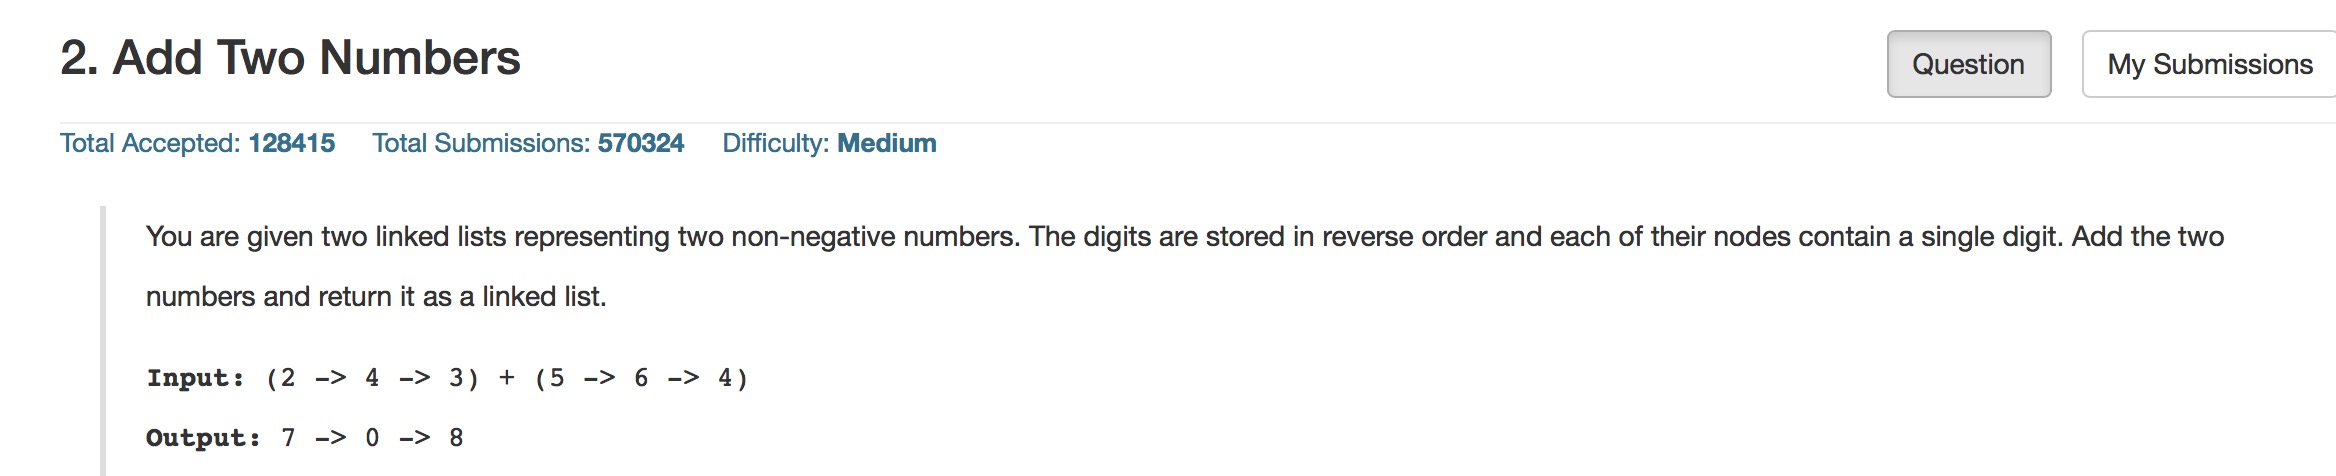 2. Add Two Numbers
Question
My Submissions
Total Accepted: 128415 Total Submissions: 570324 Difficulty: Medium
You are given two linked lists representing two non-negative numbers. The digits are stored in reverse order and each of their nodes contain a single digit. Add the two
numbers and return it as a linked list.
Input: (2 -> 4 -> 3) + (5 -> 6 -> 4)
Output: 7 -> 0 -> 8